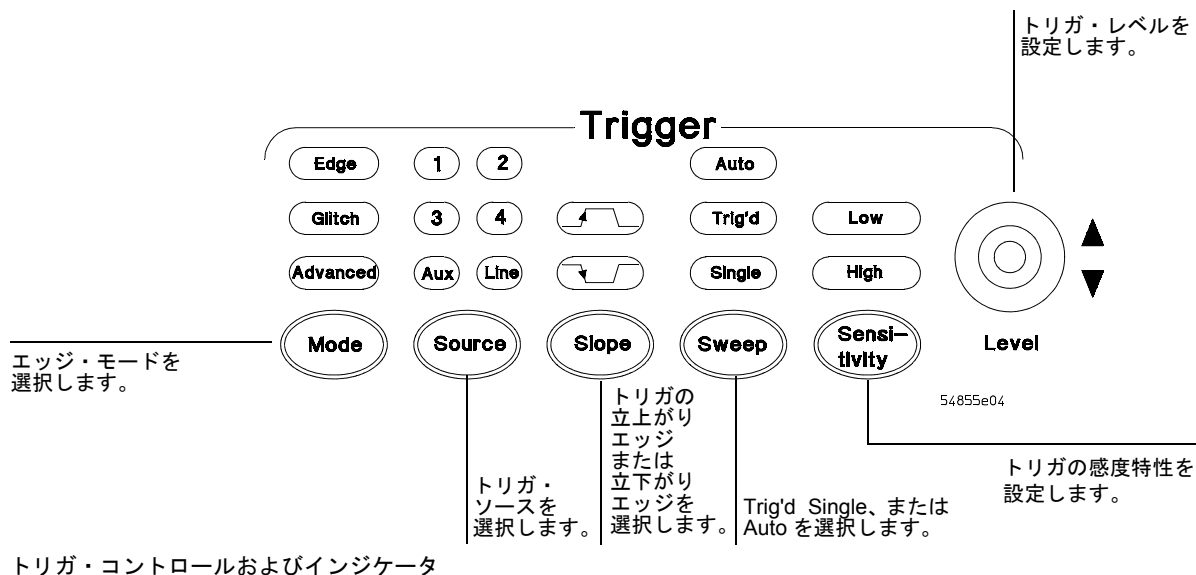 トリガ・レベルを
設定します。
Trigger
Edge 1 2 Auto
Glitch 3 4 Trig'd Low
Advanced Aux Line Single High
Mode Source Slope Sweep Sensi-
tivity
Level
エッジ・モードを
選択します。
54855e04
トリガ・
ソースを
選択します。
トリガの
立上がり
エッジ
または
立下がり
エッジを
選択します。
Trig'd Single、または
Auto を選択します。
トリガの感度特性を
設定します。
トリガ・コントロールおよびインジケータ